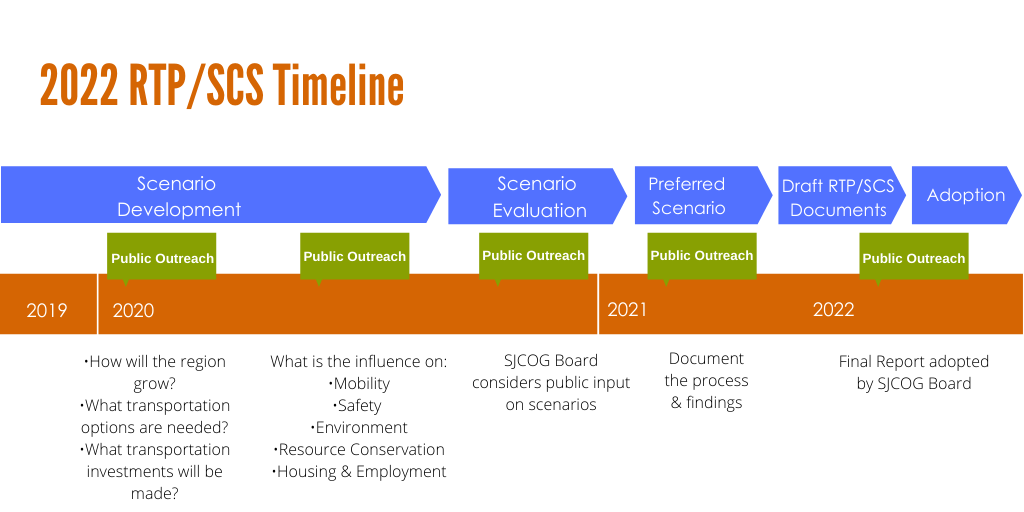 2022 RTP/SCS Timeline
Scenario
Development
Scenario
Evaluation
Preferred
Scenario
Draft RTP/SCS
Documents
Adoption
Public Outreach
Public Outreach
Public Outreach
Public Outreach
Public Outreach
2019
2020
2021
2022
•How will the region
grow?
•What transportation
options are needed?
•What transportation
investments will be
made?
What is the influence on:
•Mobility
•Safety
•Environment
•Resource Conservation
•Housing & Employment
SJCOG Board
considers public input
on scenarios
Document
the process
& findings
Final Report adopted
by SJCOG Board